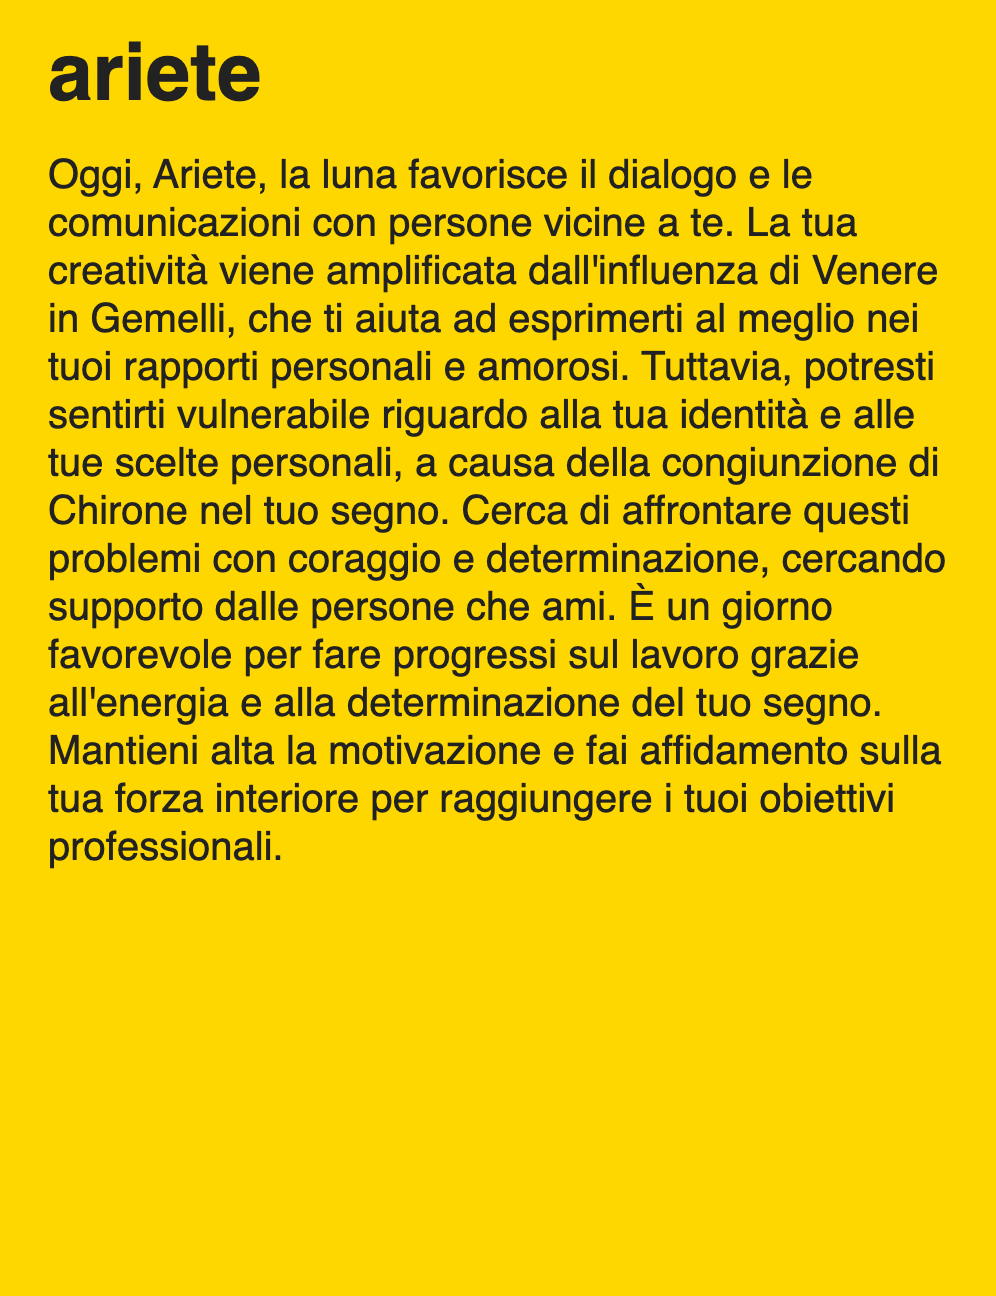 ariete
Oggi, Ariete, la luna favorisce il dialogo e le
comunicazioni con persone vicine a te. La tua
creatività viene amplificata dall'influenza di Venere
in Gemelli, che ti aiuta ad esprimerti al meglio nei
tuoi rapporti personali e amorosi. Tuttavia, potresti
sentirti vulnerabile riguardo alla tua identità e alle
tue scelte personali, a causa della congiunzione di
Chirone nel tuo segno. Cerca di affrontare questi
problemi con coraggio e determinazione, cercando
supporto dalle persone che ami. È un giorno
favorevole per fare progressi sul lavoro grazie
all'energia e alla determinazione del tuo segno.
Mantieni alta la motivazione e fai affidamento sulla
tua forza interiore per raggiungere i tuoi obiettivi
professionali.